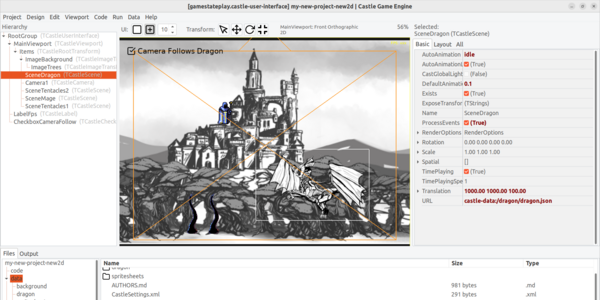 [gamestateplay.castle-user-interface] my-new-project-new2d | Castle Game Engine
Project Design Edit Viewport Code Run Data Help
Hierarchy
RootGroup (TCastleUserInterface)
MainViewport (TCastleViewport)
Items (TCastleRootTransform)
ImageBackground (TCastleImageT
ImageTrees (TCastleImageTransf
SceneDragon (TCastleScene)
Camera1 (TCastleCamera)
SceneTentacles2 (TCastleScene)
SceneMage (TCastleScene)
SceneTentacles1 (TCastleScene)
LabelFps (TCastleLabel)
CheckboxCameraFollow (TCastleCheck
UI: 10 Transform: MainViewport: Front Orthographic 56%
2D
Camera Follows Dragon
Selected:
SceneDragon (TCastleScene)
Basic Layout All
AutoAnimation idle
AutoAnimationL (True)
CastGlobalLight (False)
DefaultAnimati 0.1
Exists (True)
ExposeTransfor (TStrings)
Name SceneDragon
ProcessEvents (True)
RenderOptions RenderOptions
Rotation 0.00 0.00 0.00 0.00
Scale 1.00 1.00 1.00
Spatial []
TimePlaying (True)
TimePlayingSpe 1
Translation 1000.00 1000.00 100.00
URL castle-data:/dragon/dragon.json
Files Output
my-new-project-new2d
code
data
background
dragon
Name Size Type
dragon
spritesheets
AUTHORS.md 981 bytes .md
CastleSettings.xml 291 bytes .xml